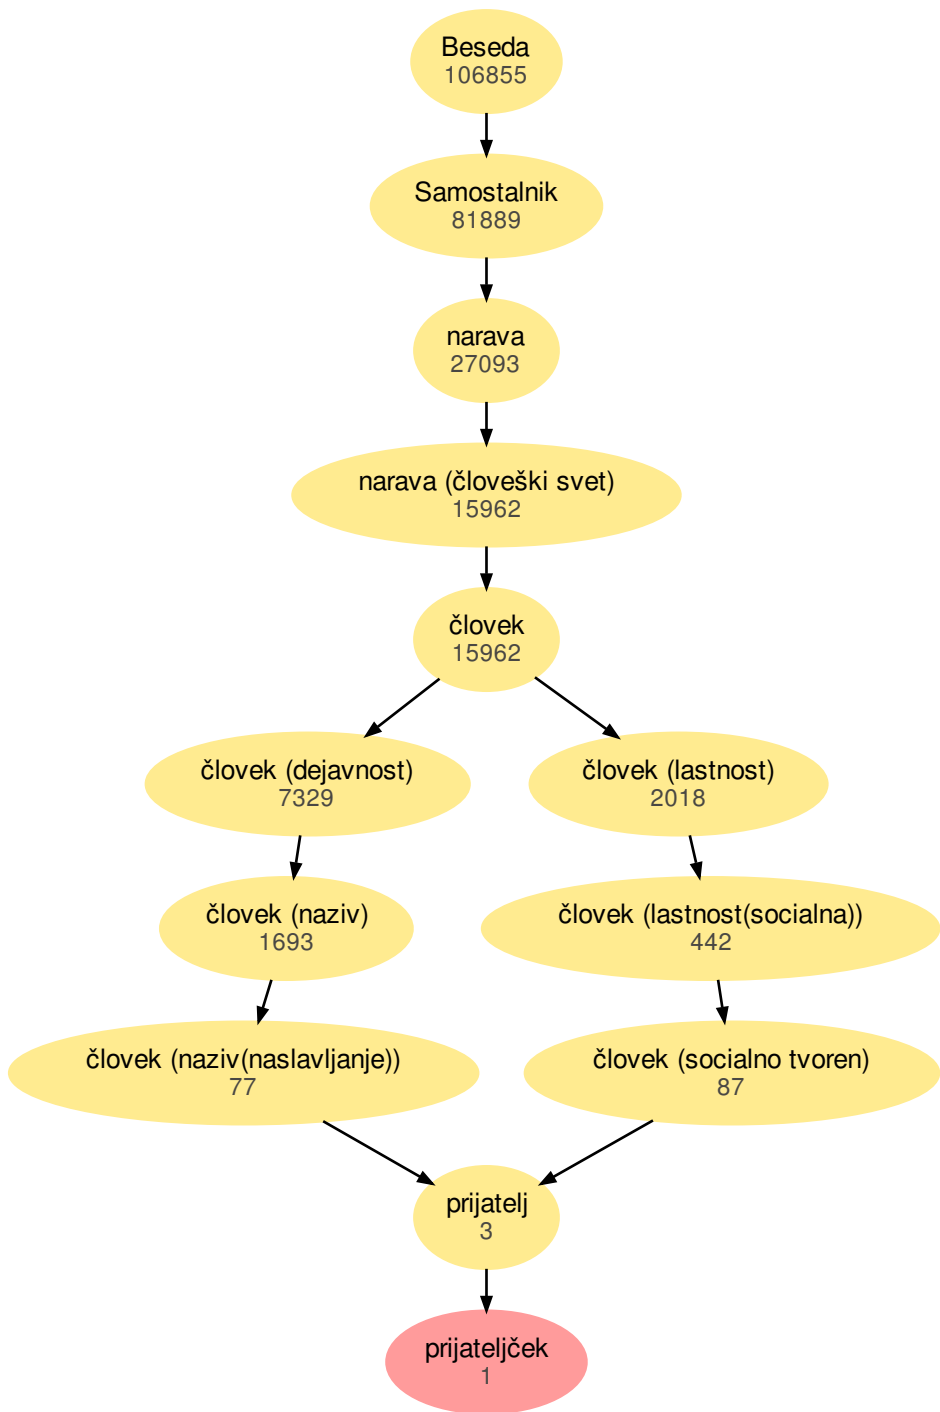 Beseda
106855
Samostalnik
81889
narava
27093
narava (človeški svet)
15962
človek
15962
človek (dejavnost)
7329
človek (lastnost)
2018
človek (naziv)
1693
človek (lastnost(socialna))
442
človek (naziv(naslavljanje))
77
človek (socialno tvoren)
87
prijatelj
3
prijateljček
1